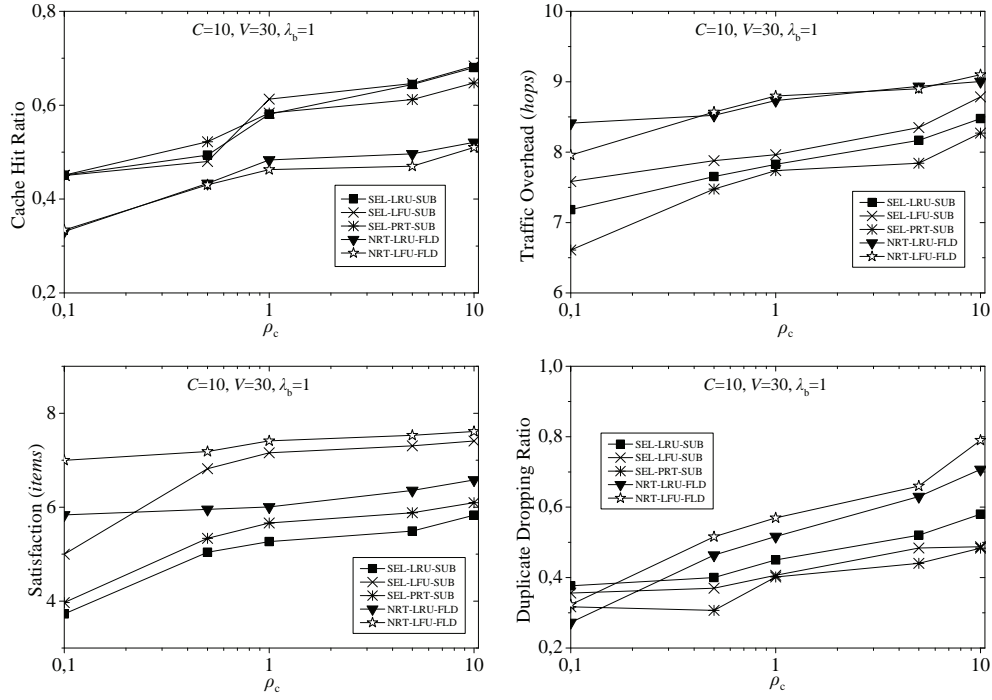 C=10, V=30, λb=1
Cache Hit Ratio
0,8
0,6
0,4
0,2
SEL-LRU-SUB
SEL-LFU-SUB
SEL-PRT-SUB
NRT-LRU-FLD
NRT-LFU-FLD
0,1 1 10
ρc
C=10, V=30, λb=1
Traffic Overhead (hops)
10
9
8
7
6
SEL-LRU-SUB
SEL-LFU-SUB
SEL-PRT-SUB
NRT-LRU-FLD
NRT-LFU-FLD
0,1 1 10
ρc
C=10, V=30, λb=1
Satisfaction (items)
8
6
4
SEL-LRU-SUB
SEL-LFU-SUB
SEL-PRT-SUB
NRT-LRU-FLD
NRT-LFU-FLD
0,1 1 10
ρc
C=10, V=30, λb=1
Duplicate Dropping Ratio
1,0
0,8
0,6
0,4
0,2
SEL-LRU-SUB
SEL-LFU-SUB
SEL-PRT-SUB
NRT-LRU-FLD
NRT-LFU-FLD
0,1 1 10
ρc